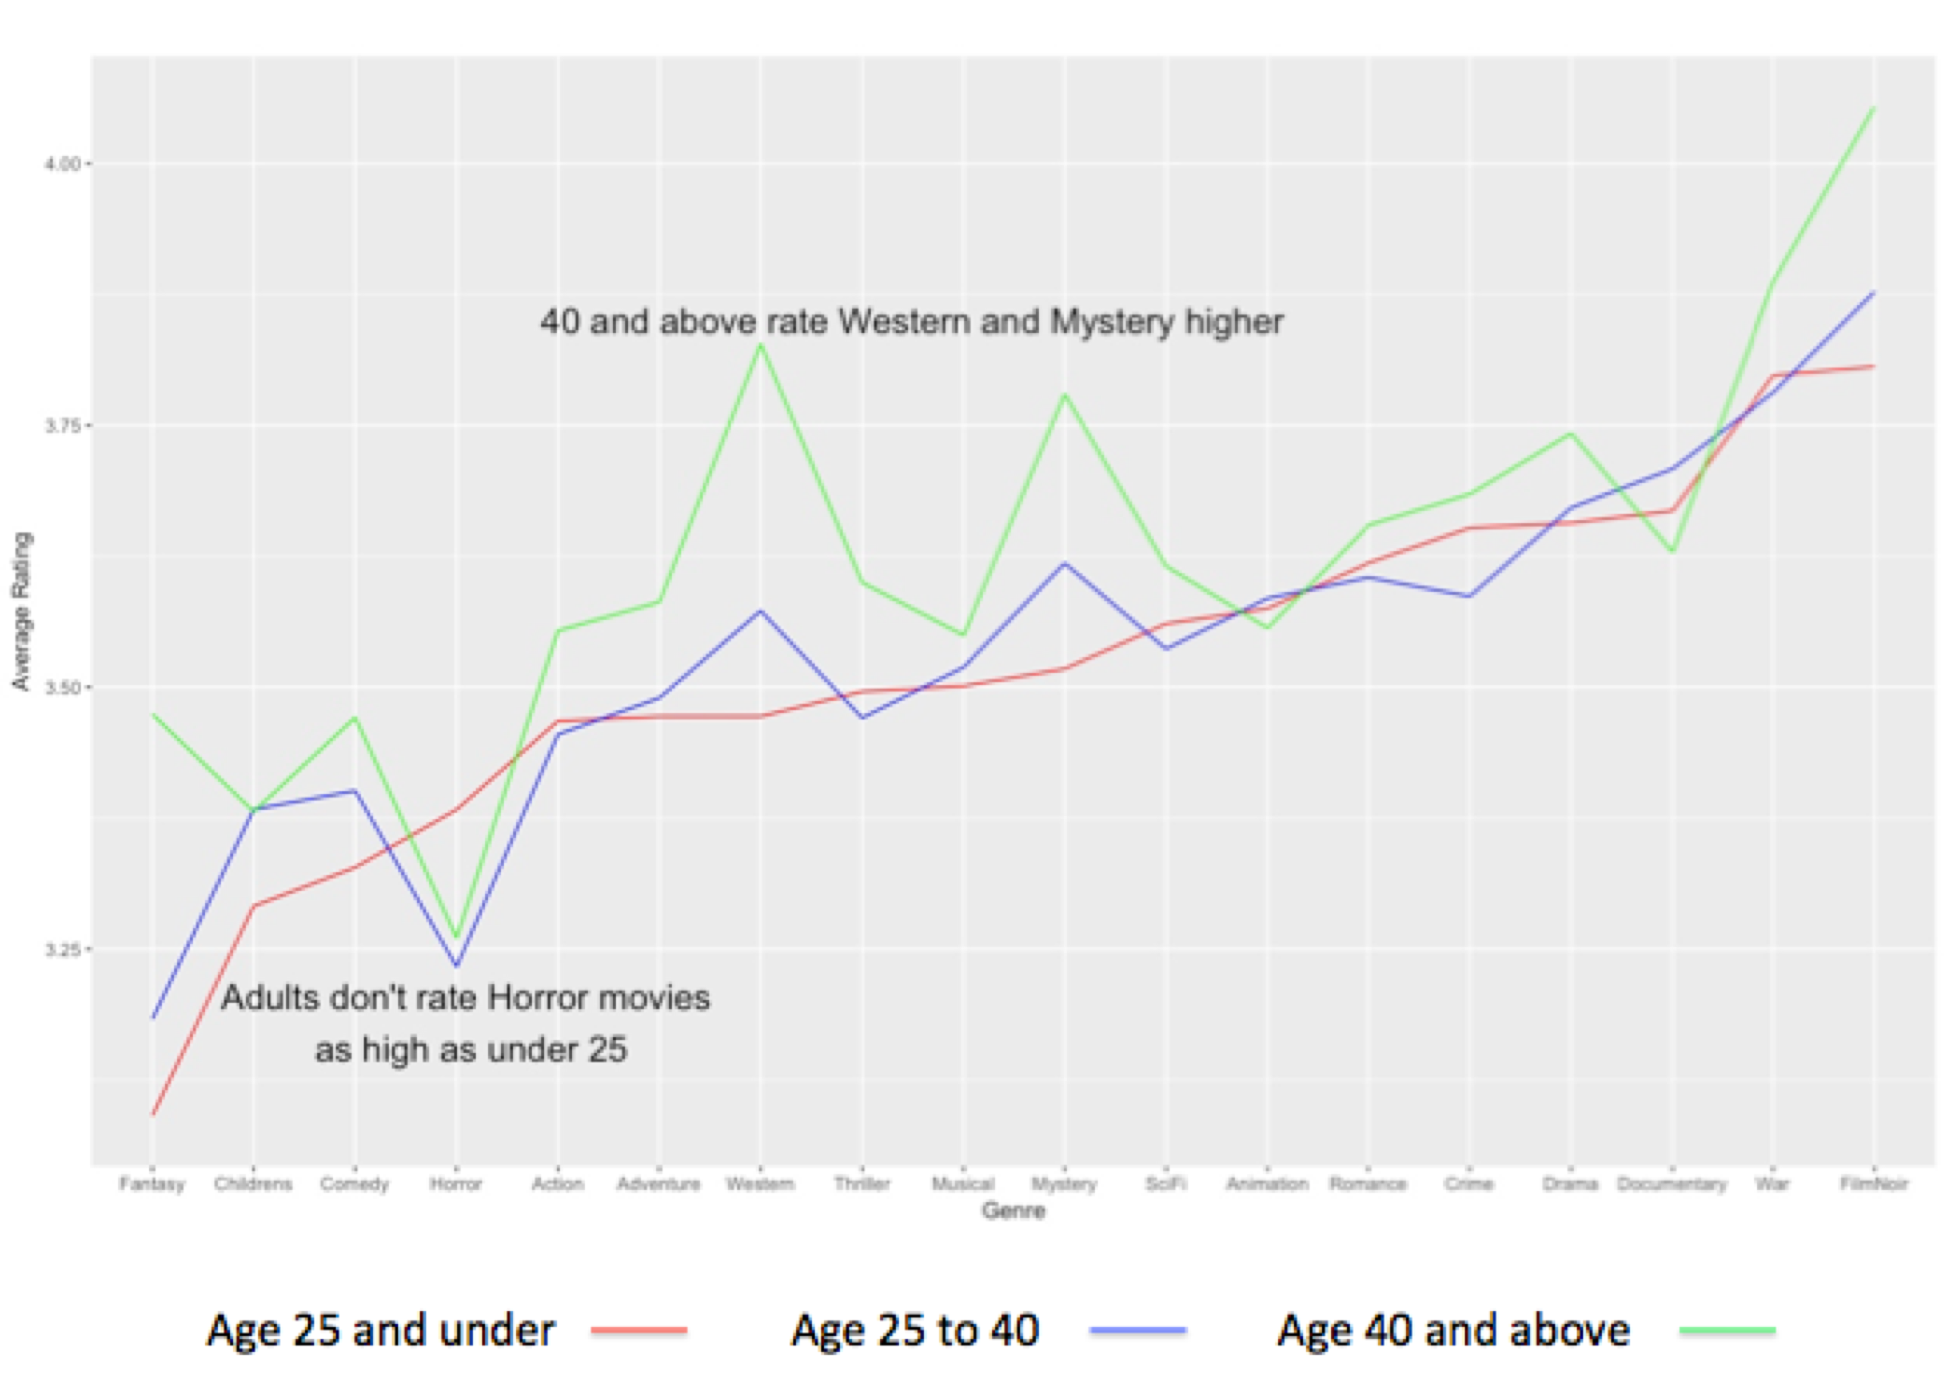 4.00
40 and above rate Western and Mystery higher
3.75
Average Rating
3.50
3.25
Adults don't rate Horror movies
as high as under 25
Fantasy Childrens Comedy Horror Action Adventure Western Thriller Musical Mystery SciFi Animation Romance Crime Drama Documentary War FilmNoir
Genre
Age 25 and under Age 25 to 40 Age 40 and above